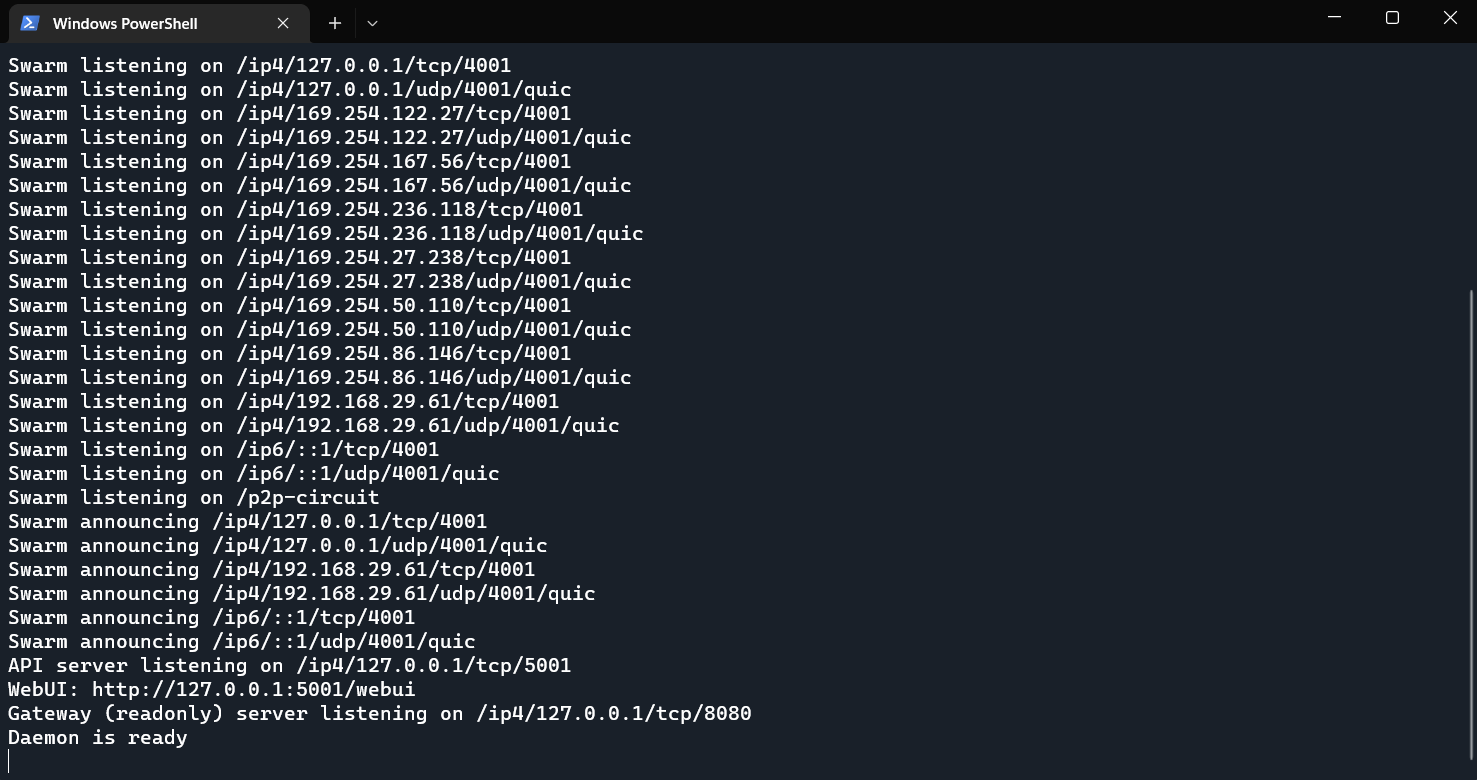 Windows PowerShell
Swarm listening on /ip4/127.0.0.1/tcp/4001
Swarm listening on /ip4/127.0.0.1/udp/4001/quic
Swarm listening on /ip4/169.254.122.27/tcp/4001
Swarm listening on /ip4/169.254.122.27/udp/4001/quic
Swarm listening on /ip4/169.254.167.56/tcp/4001
Swarm listening on /ip4/169.254.167.56/udp/4001/quic
Swarm listening on /ip4/169.254.236.118/tcp/4001
Swarm listening on /ip4/169.254.236.118/udp/4001/quic
Swarm listening on /ip4/169.254.27.238/tcp/4001
Swarm listening on /ip4/169.254.27.238/udp/4001/quic
Swarm listening on /ip4/169.254.50.110/tcp/4001
Swarm listening on /ip4/169.254.50.110/udp/4001/quic
Swarm listening on /ip4/169.254.86.146/tcp/4001
Swarm listening on /ip4/169.254.86.146/udp/4001/quic
Swarm listening on /ip4/192.168.29.61/tcp/4001
Swarm listening on /ip4/192.168.29.61/udp/4001/quic
Swarm listening on /ip6/::1/tcp/4001
Swarm listening on /ip6/::1/udp/4001/quic
Swarm listening on /p2p-circuit
Swarm announcing /ip4/127.0.0.1/tcp/4001
Swarm announcing /ip4/127.0.0.1/udp/4001/quic
Swarm announcing /ip4/192.168.29.61/tcp/4001
Swarm announcing /ip4/192.168.29.61/udp/4001/quic
Swarm announcing /ip6/::1/tcp/4001
Swarm announcing /ip6/::1/udp/4001/quic
API server listening on /ip4/127.0.0.1/tcp/5001
WebUI: http://127.0.0.1:5001/webui
Gateway (readonly) server listening on /ip4/127.0.0.1/tcp/8080
Daemon is ready